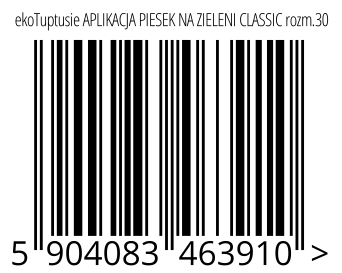 ekoTuptusie APLIKACJA PIESEK NA ZIELENI CLASSIC rozm.30
5 904083 463910 >